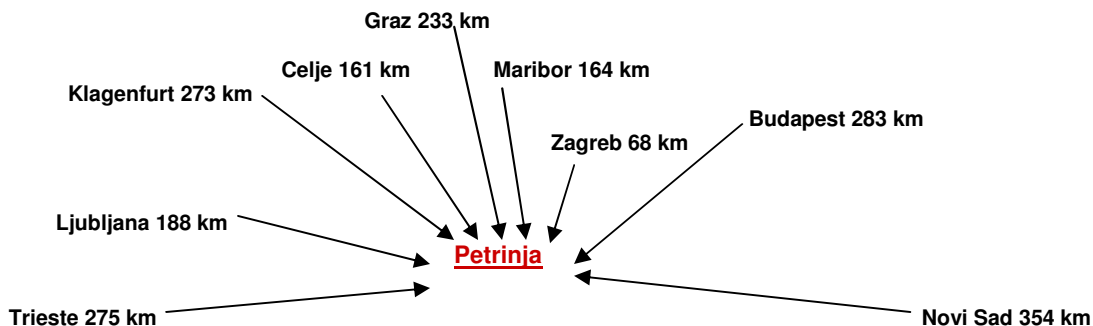 Graz 233 km
Celje 161 km
Maribor 164 km
Klagenfurt 273 km
Budapest 283 km
Zagreb 68 km
Ljubljana 188 km
Petrinja
Trieste 275 km
Novi Sad 354 km